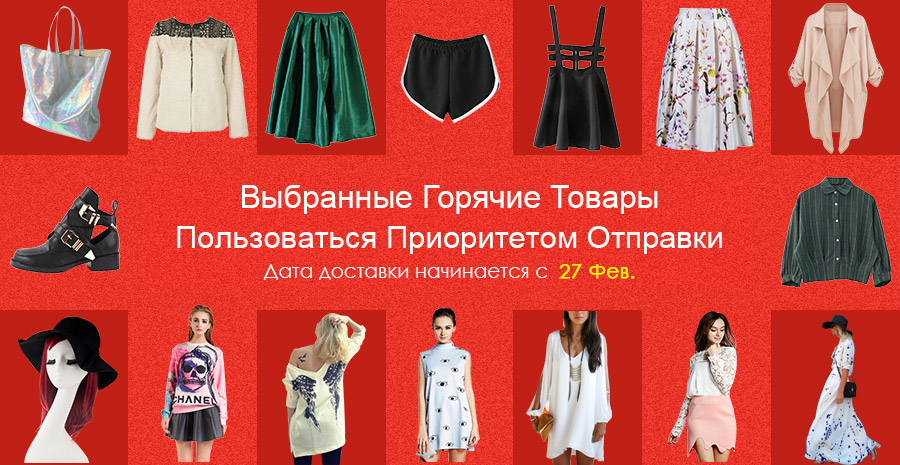 Выбранные Горячие Товары
Пользоваться Приоритетом Отправки
Дата доставки начинается с 27 Фев.
CHANEL